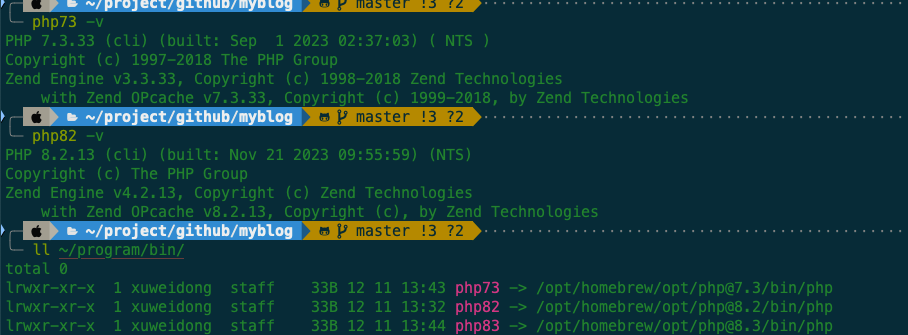 ~/project/github/myblog master !3 ?2
php73 -v
PHP 7.3.33 (cli) (built: Sep  1 2023 02:37:03) ( NTS )
Copyright (c) 1997-2018 The PHP Group
Zend Engine v3.3.33, Copyright (c) 1998-2018 Zend Technologies
    with Zend OPcache v7.3.33, Copyright (c) 1999-2018, by Zend Technologies
~/project/github/myblog master !3 ?2
php82 -v
PHP 8.2.13 (cli) (built: Nov 21 2023 09:55:59) (NTS)
Copyright (c) The PHP Group
Zend Engine v4.2.13, Copyright (c) Zend Technologies
    with Zend OPcache v8.2.13, Copyright (c), by Zend Technologies
~/project/github/myblog master !3 ?2
ll ~/program/bin/
total 0
lrwxr-xr-x  1 xuweidong  staff    33B 12 11 13:43 php73 -> /opt/homebrew/opt/php@7.3/bin/php
lrwxr-xr-x  1 xuweidong  staff    33B 12 11 13:32 php82 -> /opt/homebrew/opt/php@8.2/bin/php
lrwxr-xr-x  1 xuweidong  staff    33B 12 11 13:44 php83 -> /opt/homebrew/opt/php@8.3/bin/php